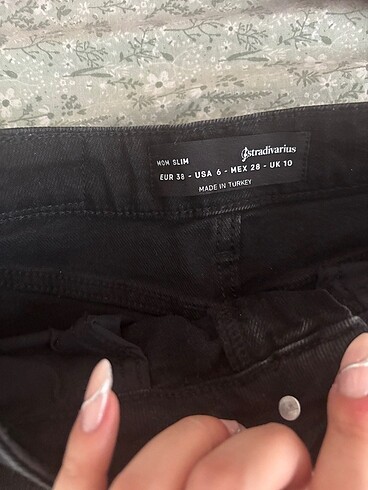 stradivarius
MOM SLIM
EUR 38 - USA 6 - MEX 28 - UK 10
MADE IN TURKEY